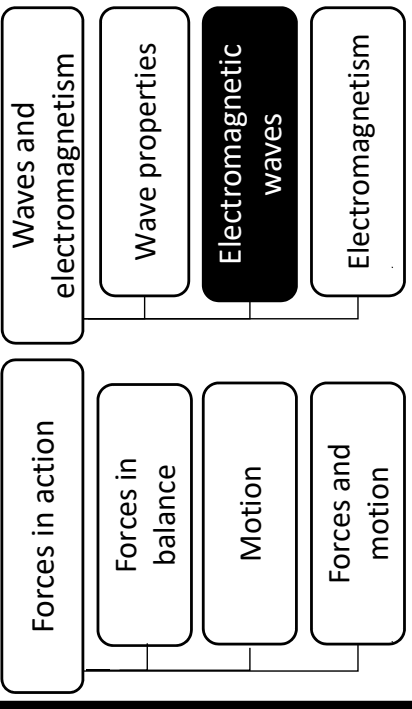 Forces in action
Forces in
balance
Motion
Forces and
motion
Waves and
electromagnetism
Wave properties
Electromagnetic
waves
Electromagnetism